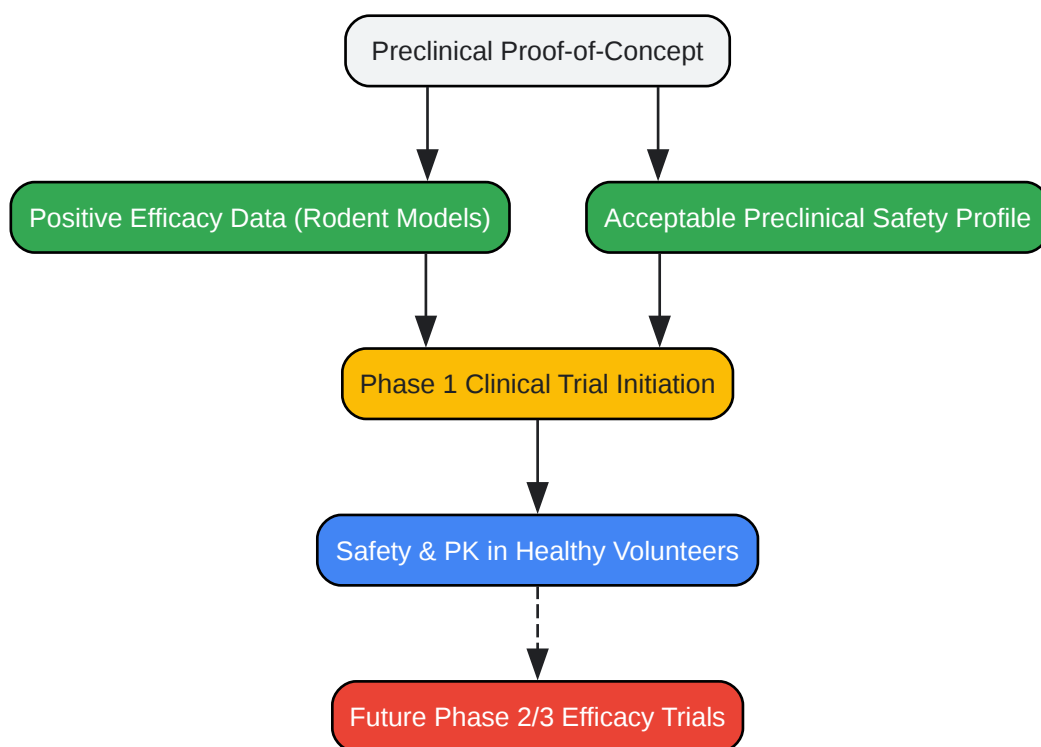 Preclinical Proof-of-Concept
Positive Efficacy Data (Rodent Models)
Acceptable Preclinical Safety Profile
Phase 1 Clinical Trial Initiation
Safety & PK in Healthy Volunteers
Future Phase 2/3 Efficacy Trials